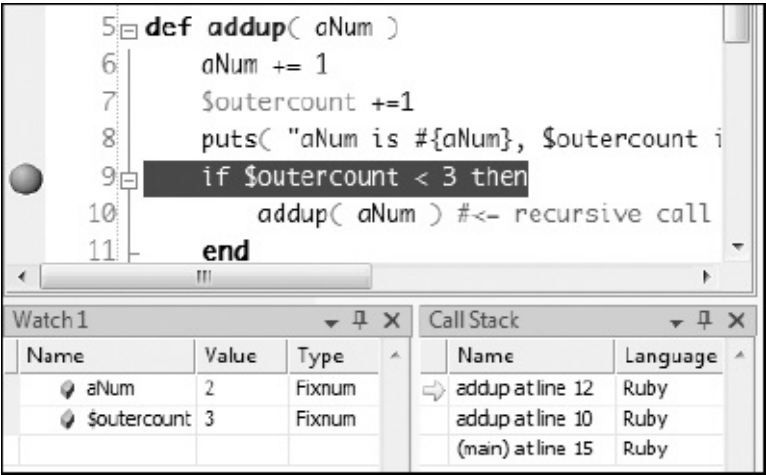 5 def addup( aNum )
6 aNum += 1
7 $outercount +=1
8 puts( "aNum is #{aNum}, $outercount i
9 if $outercount < 3 then
10 addup( aNum ) #<= recursive call
11 end
Watch 1
Name Value Type
aNum 2 Fixnum
$outercount 3 Fixnum
Call Stack
Name Language
addup at line 12 Ruby
addup at line 10 Ruby
(main) at line 15 Ruby